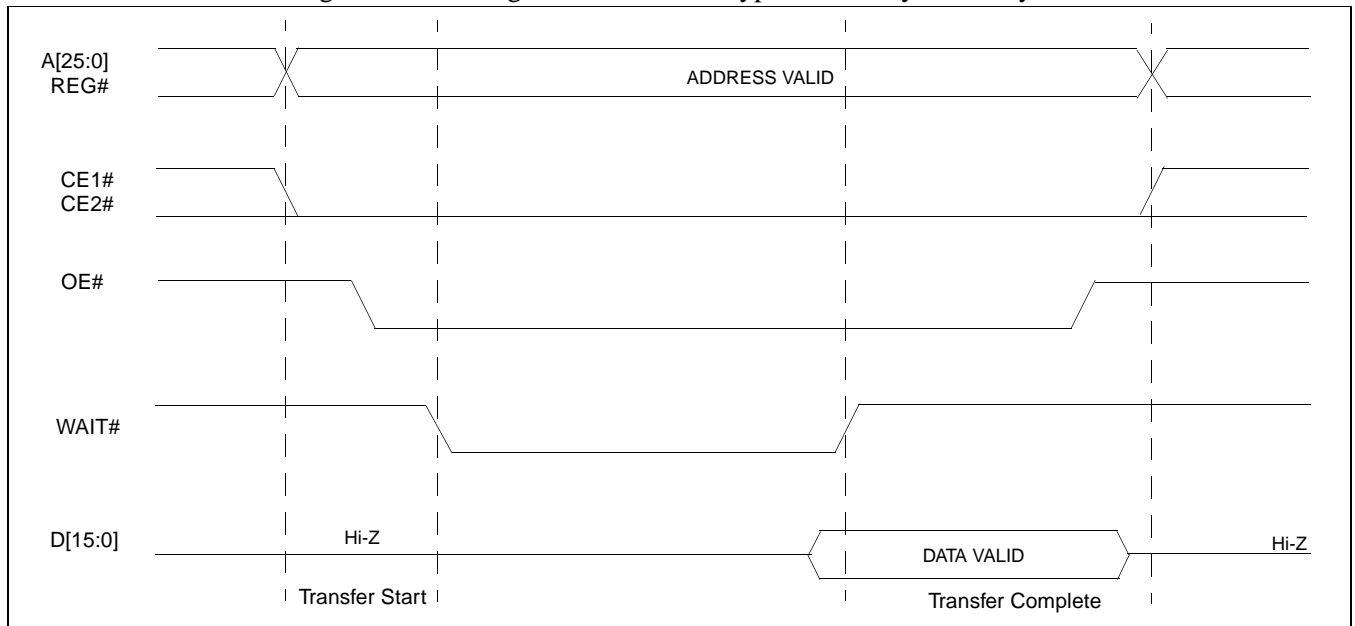 A[25:0]
REG#
ADDRESS VALID
CE1#
CE2#
OE#
WAIT#
D[15:0]
Hi-Z
DATA VALID
Hi-Z
Transfer Start
Transfer Complete